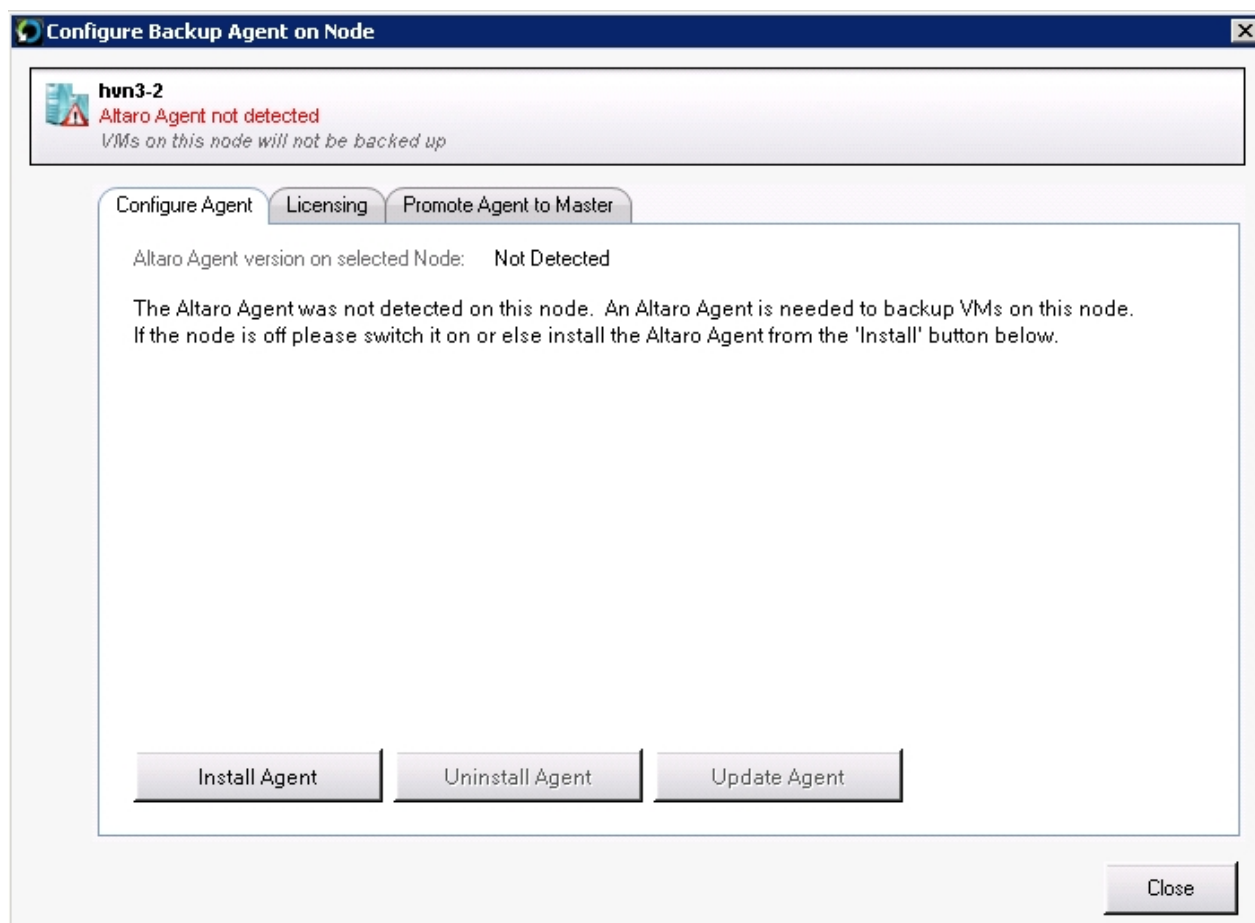 Configure Backup Agent on Node
hvn3-2
Altaro Agent not detected
VMs on this node will not be backed up
Configure Agent Licensing Promote Agent to Master
Altaro Agent version on selected Node: Not Detected
The Altaro Agent was not detected on this node. An Altaro Agent is needed to backup VMs on this node.
If the node is off please switch it on or else install the Altaro Agent from the 'Install' button below.
Install Agent Uninstall Agent Update Agent
Close